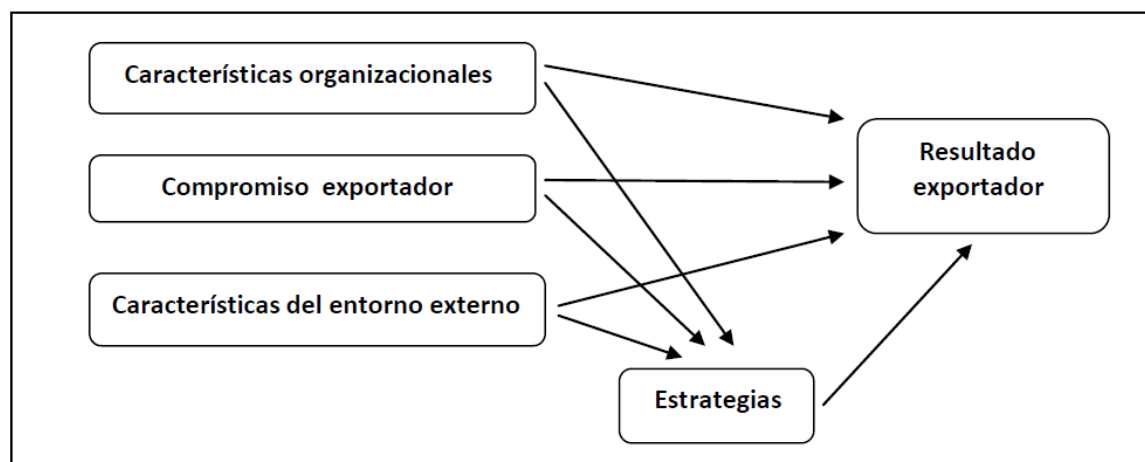 Características organizacionales
Compromiso exportador
Características del entorno externo
Resultado
exportador
Estrategias